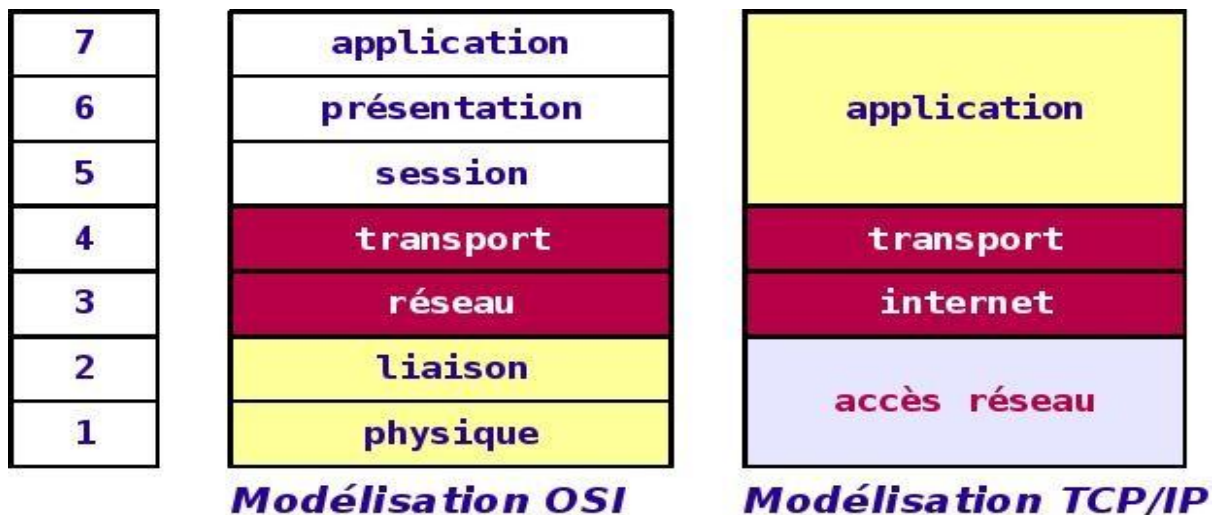 7
application
6
présentation
application
5
session
4
transport
transport
3
réseau
internet
2
liaison
accès réseau
1
physique
Modélisation OSI
Modélisation TCP/IP